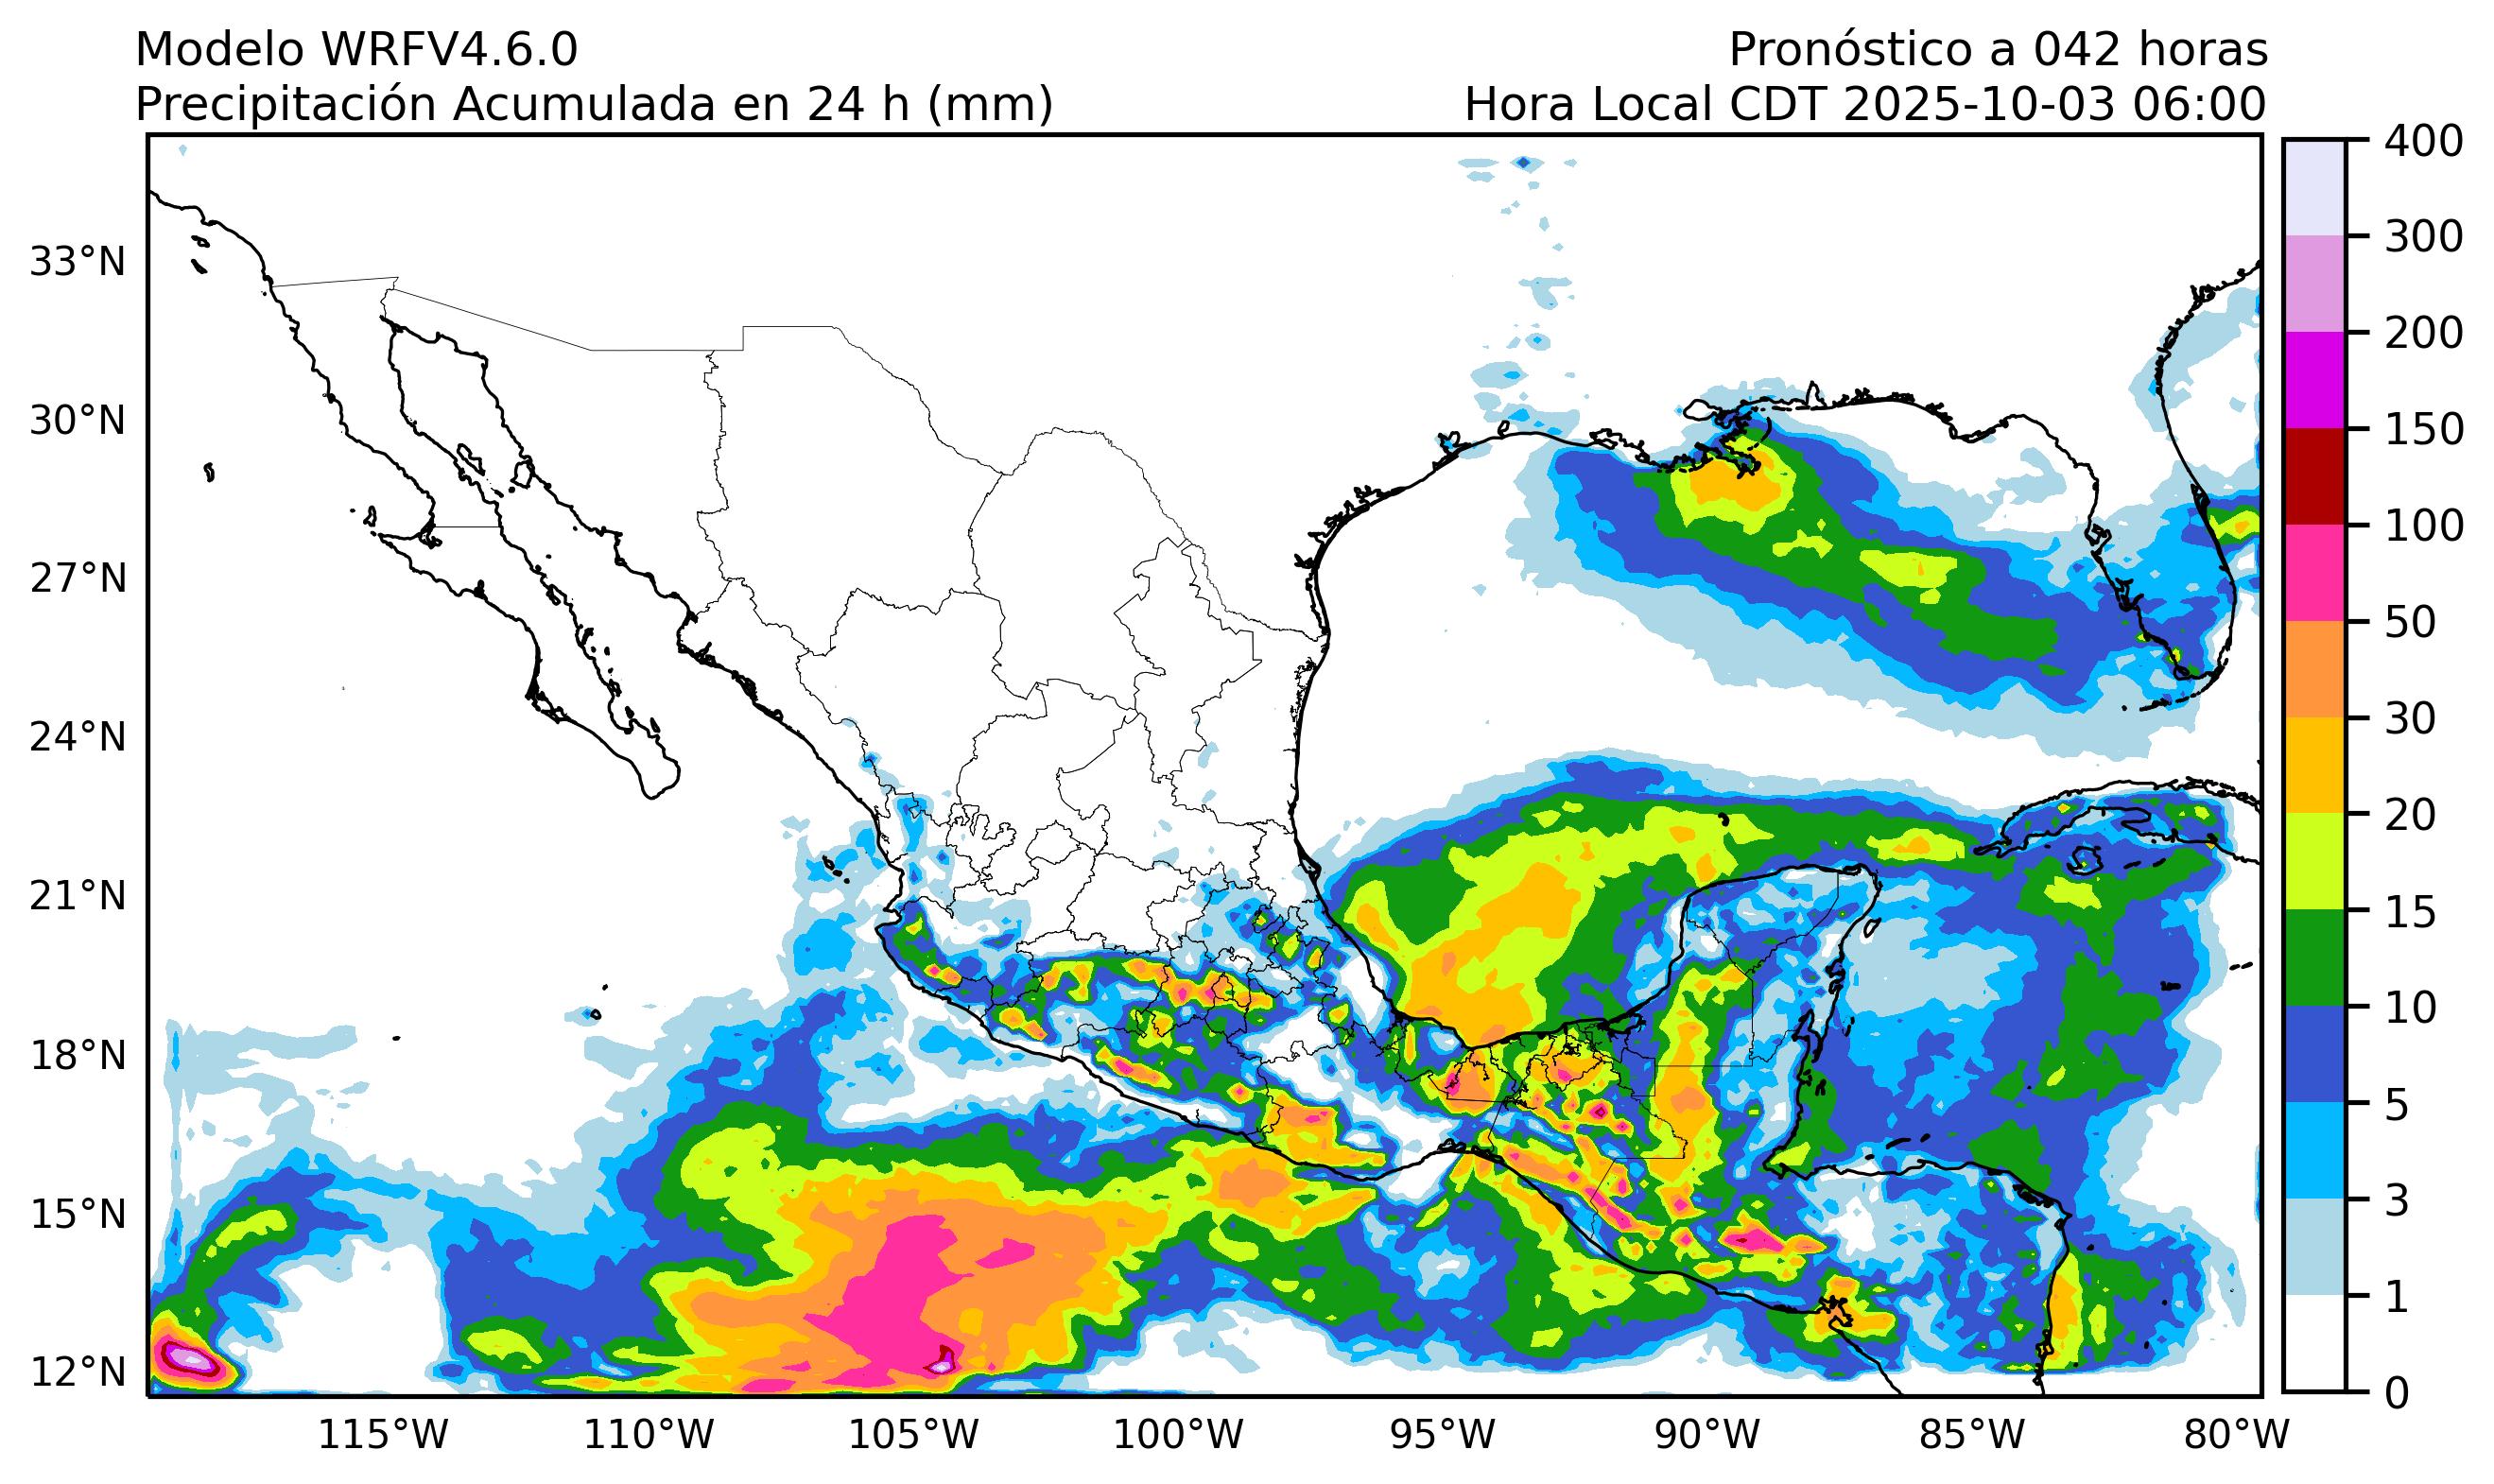 Modelo WRFV4.6.0
Pronóstico a 042 horas
Precipitación Acumulada en 24 h (mm)
Hora Local CDT 2025-10-03 06:00
33°N
30°N
27°N
24°N
21°N
18°N
15°N
12°N
115°W
110°W
105°W
100°W
95°W
90°W
85°W
80°W
400
300
200
150
100
50
30
20
15
10
5
3
1
0